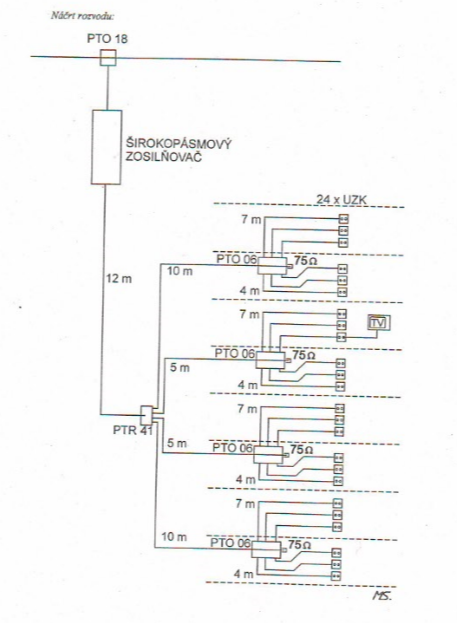 Náčrt rozvodu:
PTO 18
ŠIROKOPÁSMOVÝ
ZOSILŇOVAČ
24 x UZK
7 m
PTO 06
75Ω
10 m
12 m
4 m
7 m
TV
PTO 06
75Ω
5 m
4 m
7 m
PTR 41
5 m
PTO 06
75Ω
4 m
7 m
10 m
PTO 06
75Ω
4 m
MS.